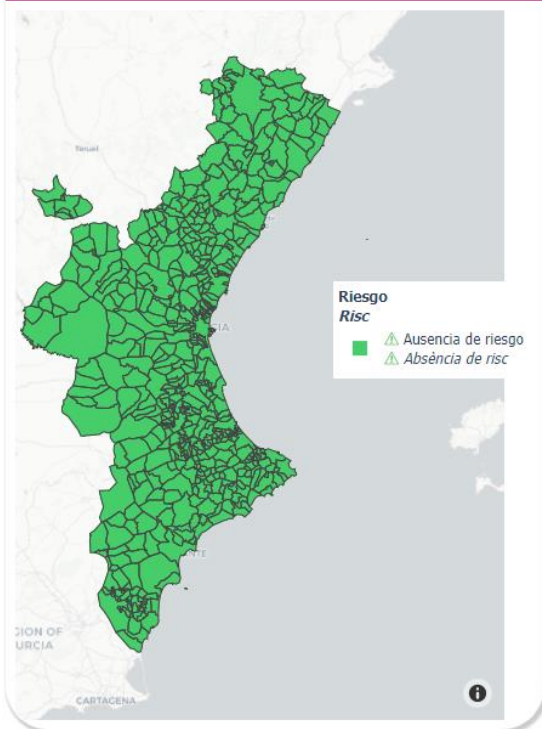 Teruel
Riesgo
Risc
Ausencia de riesgo
Absència de risc
CARTAGENA